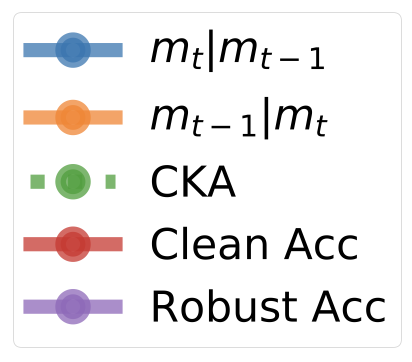 $m_t|m_{t-1}$
$m_{t-1}|m_t$
CKA
Clean Acc
Robust Acc